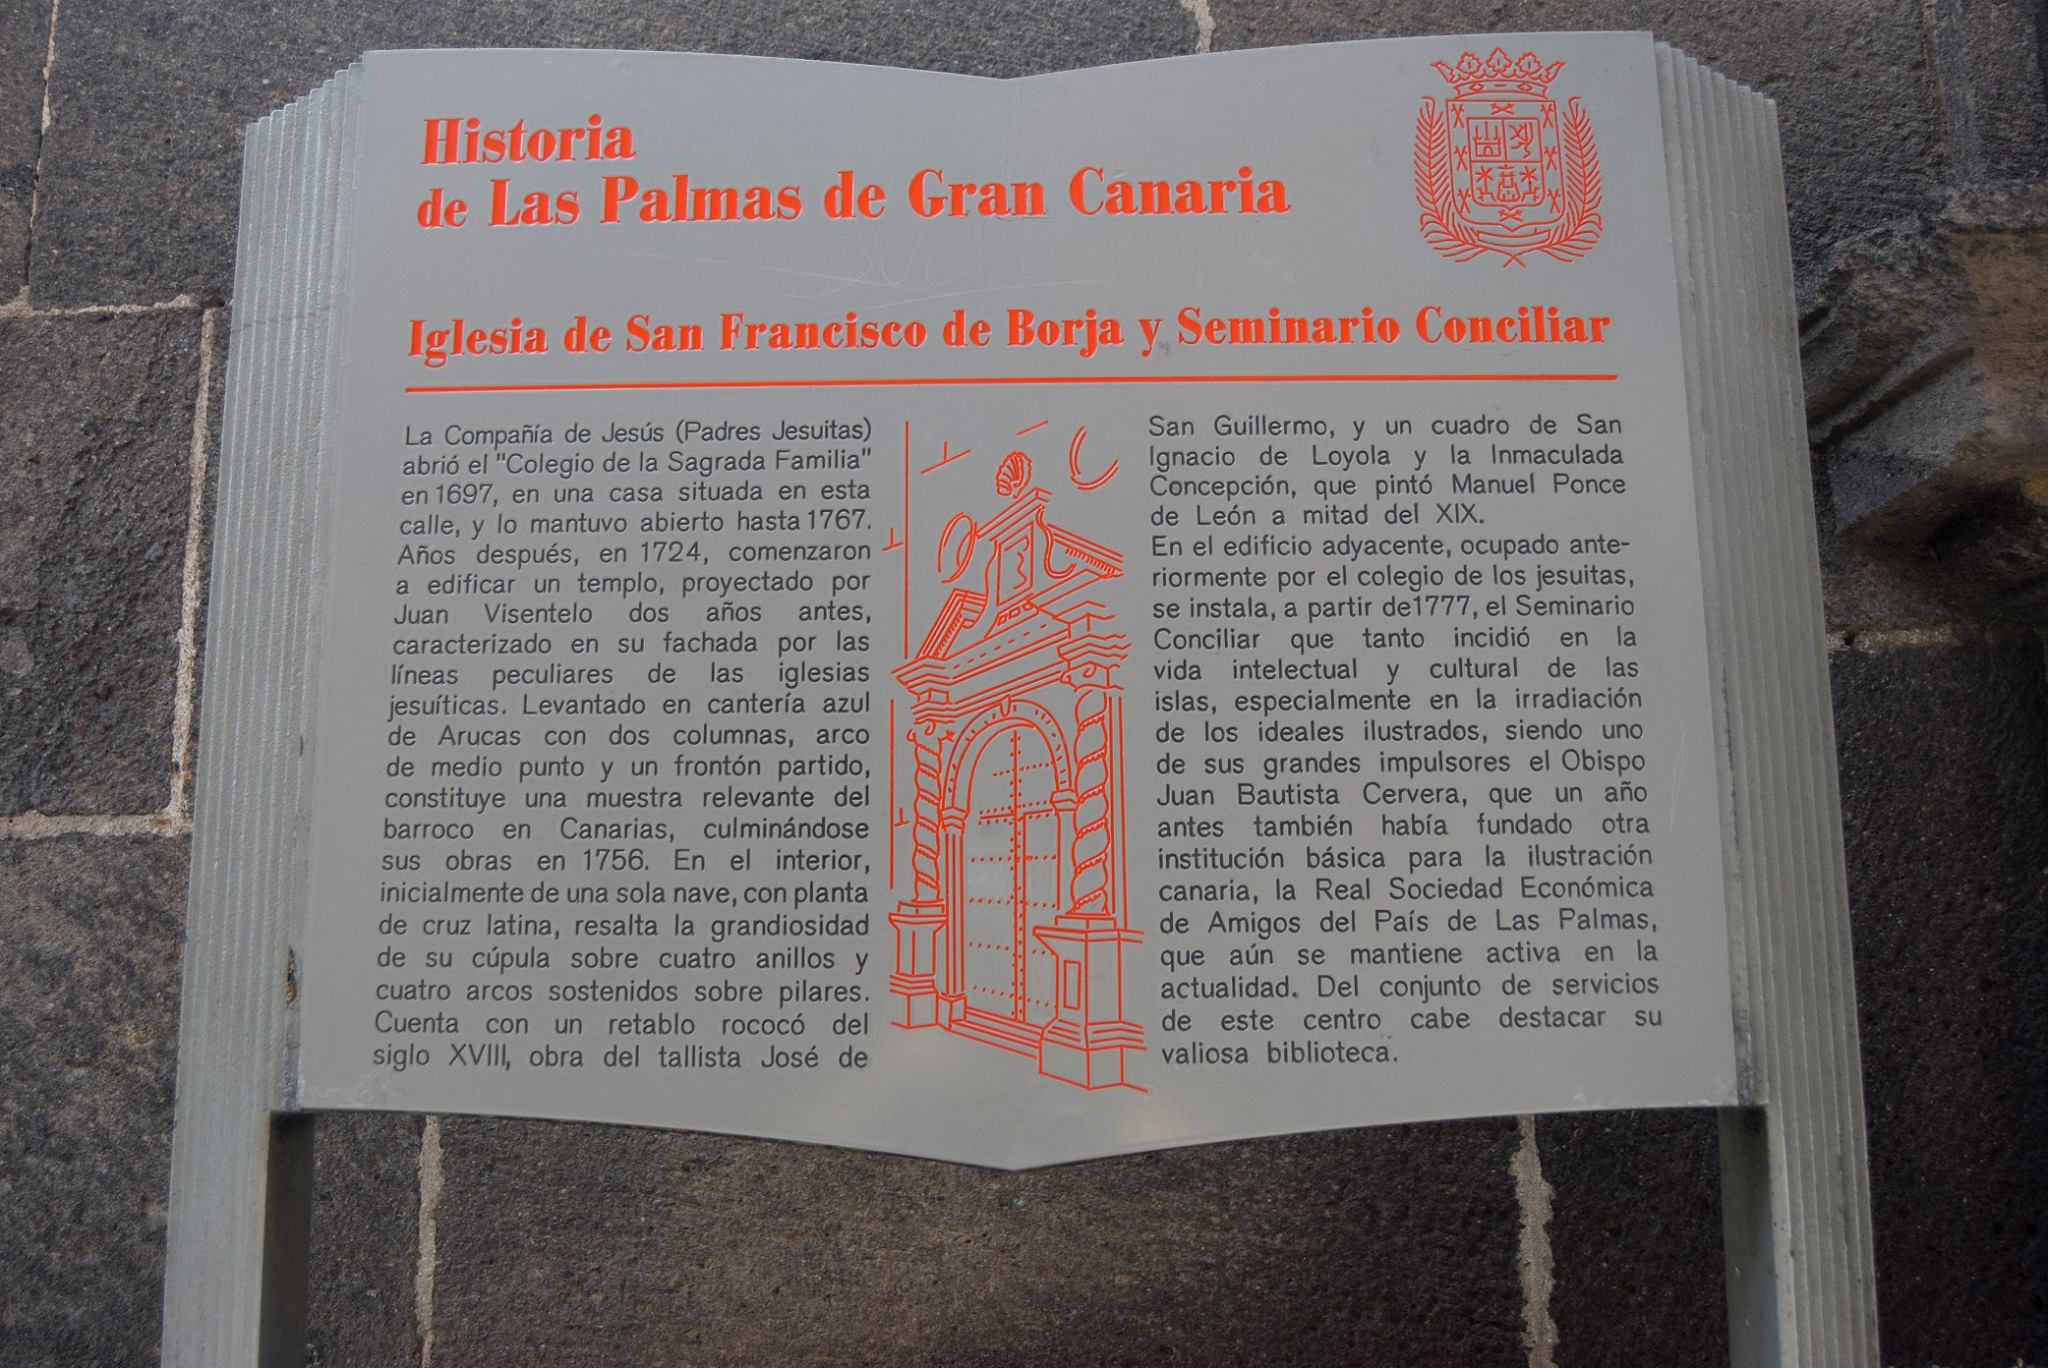 Historia
de Las Palmas de Gran Canaria
Iglesia de San Francisco de Borja y Seminario Conciliar
La Compañía de Jesús (Padres Jesuitas)
abrió el "Colegio de la Sagrada Familia"
en 1697, en una casa situada en esta
calle, y lo mantuvo abierto hasta 1767.
Años después, en 1724, comenzaron
a edificar un templo, proyectado por
Juan Visentelo dos años antes,
caracterizado en su fachada por las
líneas peculiares de las iglesias
jesuíticas. Levantado en cantería azul
de Arucas con dos columnas, arco
de medio punto y un frontón partido,
constituye una muestra relevante del
barroco en Canarias, culminándose
sus obras en 1756. En el interior,
inicialmente de una sola nave, con planta
de cruz latina, resalta la grandiosidad
de su cúpula sobre cuatro anillos y
cuatro arcos sostenidos sobre pilares.
Cuenta con un retablo rococó del
siglo XVIII, obra del tallista José de
San Guillermo, y un cuadro de San
Ignacio de Loyola y la Inmaculada
Concepción, que pintó Manuel Ponce
de León a mitad del XIX.
En el edificio adyacente, ocupado ante-
riormente por el colegio de los jesuitas,
se instala, a partir de 1777, el Seminario
Conciliar que tanto incidió en la
vida intelectual y cultural de las
islas, especialmente en la irradiación
de los ideales ilustrados, siendo uno
de sus grandes impulsores el Obispo
Juan Bautista Cervera, que un año
antes también había fundado otra
institución básica para la ilustración
canaria, la Real Sociedad Económica
de Amigos del País de Las Palmas,
que aún se mantiene activa en la
actualidad. Del conjunto de servicios
de este centro cabe destacar su
valiosa biblioteca.